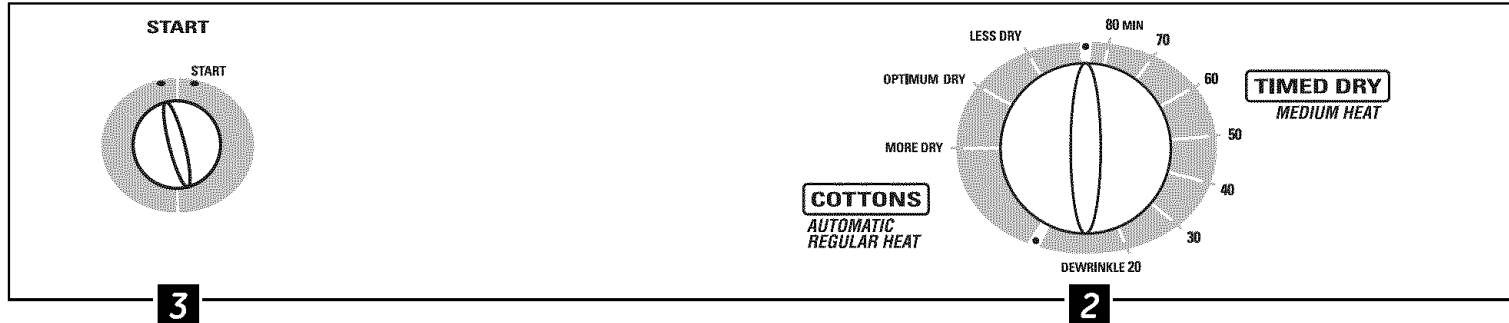 START
START
LESS DRY
OPTIMUM DRY
MORE DRY
COTTONS
AUTOMATIC
REGULAR HEAT
80 MIN
70
60
50
40
30
DEWRINKLE 20
TIMED DRY
MEDIUM HEAT
3
2